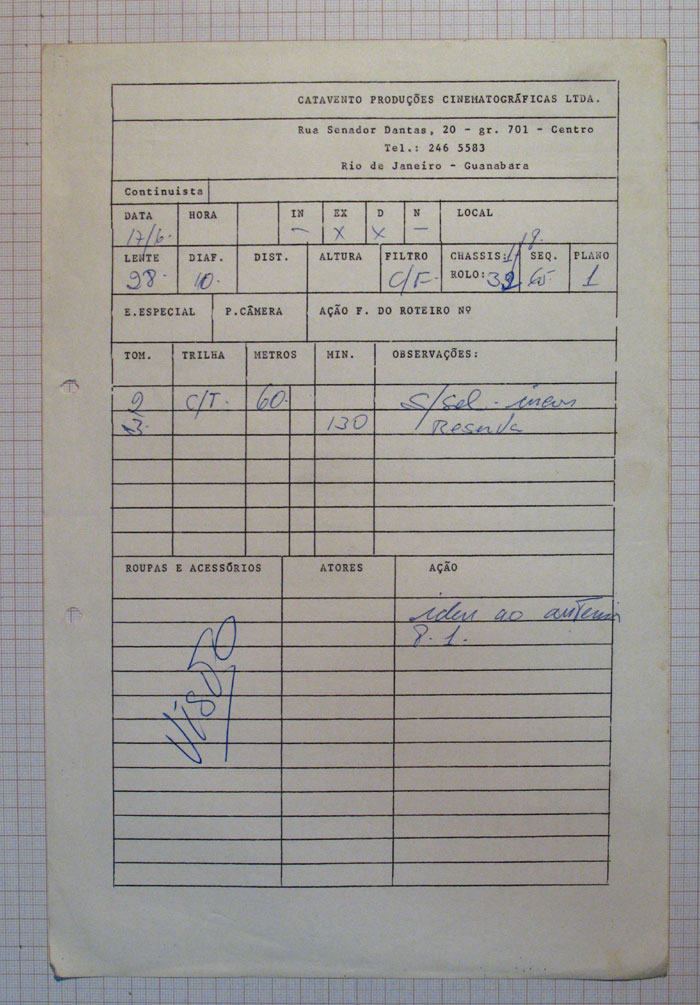 CATAVENTO PRODUÇÕES CINEMATOGRÁFICAS LTDA.
Rua Senador Dantas, 20 - gr. 701 - Centro
Tel.: 246 5583
Rio de Janeiro - Guanabara
Continuista
DATA HORA IN EX D N LOCAL
17/6. - X X -
LENTE DIAF. DIST. ALTURA FILTRO CHASSIS: SEQ. PLANO
28. 10. C/F. ROLO: 65 1
E.ESPECIAL P.CÂMERA AÇÃO F. DO ROTEIRO Nº
TOM. TRILHA METROS MIN. OBSERVAÇÕES:
2 C/T. 60. S/sol -
3. 130 Reserva
ROUPAS E ACESSÓRIOS ATORES AÇÃO
idem ao anterior
P. 1.